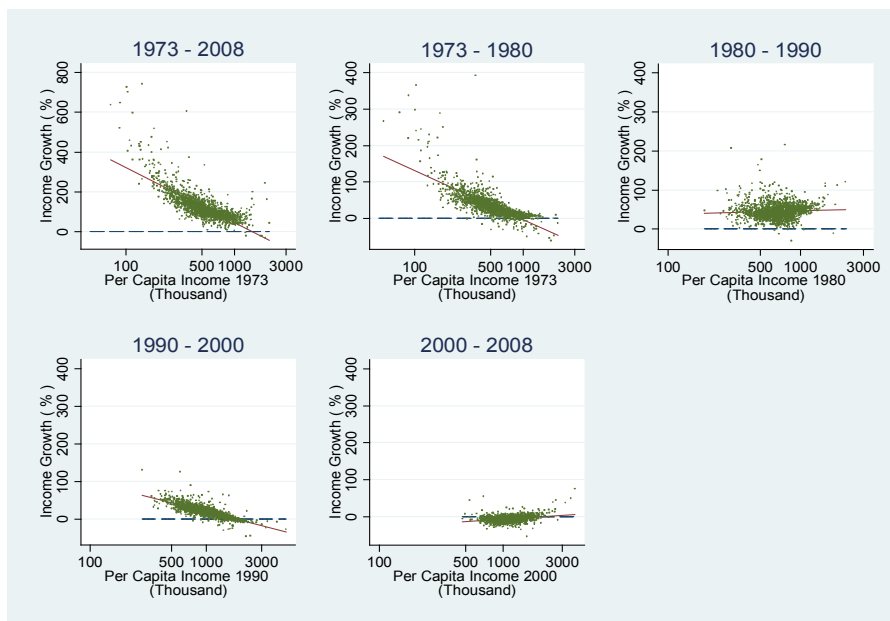 1973 - 2008
800
600
400
200
0
Income Growth ( % )
100 500 1000 3000
Per Capita Income 1973
(Thousand)
1973 - 1980
400
300
200
100
0
Income Growth ( % )
100 500 1000 3000
Per Capita Income 1973
(Thousand)
1980 - 1990
400
300
200
100
0
Income Growth ( % )
100 500 1000 3000
Per Capita Income 1980
(Thousand)
1990 - 2000
400
300
200
100
0
Income Growth ( % )
100 500 1000 3000
Per Capita Income 1990
(Thousand)
2000 - 2008
400
300
200
100
0
Income Growth ( % )
100 500 1000 3000
Per Capita Income 2000
(Thousand)